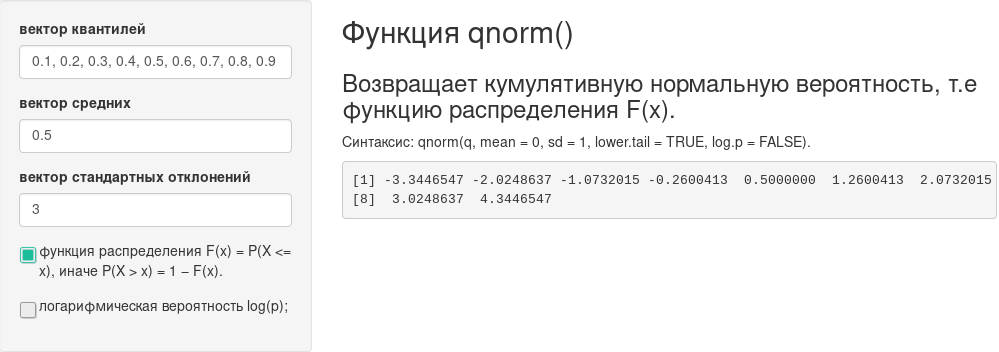 вектор квантилей
0.1, 0.2, 0.3, 0.4, 0.5, 0.6, 0.7, 0.8, 0.9
вектор средних
0.5
вектор стандартных отклонений
3
функция распределения F(x) = P(X <=
x), иначе P(X > x) = 1 − F(x).
логарифмическая вероятность log(p);
Функция qnorm()
Возвращает кумулятивную нормальную вероятность, т.е
функцию распределения F(x).
Синтаксис: qnorm(q, mean = 0, sd = 1, lower.tail = TRUE, log.p = FALSE).
[1] -3.3446547 -2.0248637 -1.0732015 -0.2600413  0.5000000  1.2600413  2.0732015
[8]  3.0248637  4.3446547